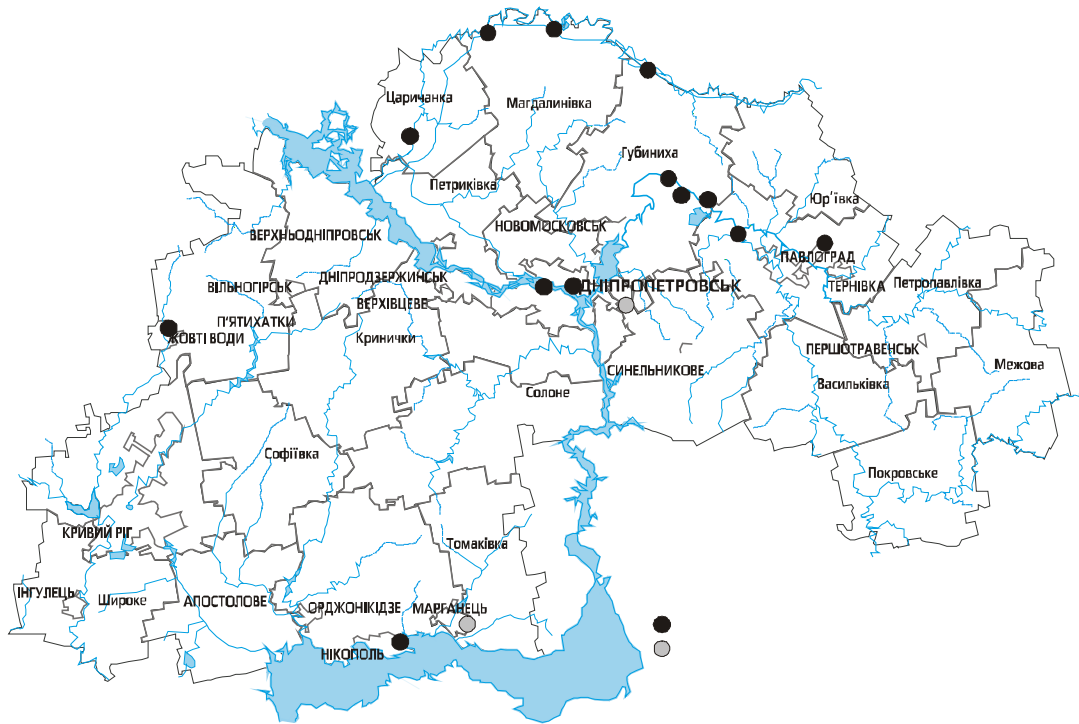 Царичанка
Магдалинівка
Губиниха
Петриківка
Юр'ївка
НОВОМОСКОВСЬК
ВЕРХНЬОДНІПРОВСЬК
ПАВЛОГРАД
ДНІПРОДЗЕРЖИНСЬК
ВІЛЬНОГІРСЬК
ДНІПРОПЕТРОВСЬК
ТЕРНІВКА
Петропавлівка
ВЕРХІВЦЕВЕ
П'ЯТИХАТКИ
ЖОВТІ ВОДИ
Кринички
ПЕРШОТРАВЕНСЬК
Межова
СИНЕЛЬНИКОВЕ
Васильківка
Солоне
Софіївка
Покровське
КРИВИЙ РІГ
Томаківка
ІНГУЛЕЦЬ
Широке
АПОСТОЛОВЕ
ОРДЖОНІКІДЗЕ
МАРГАНЕЦЬ
НІКОПОЛЬ